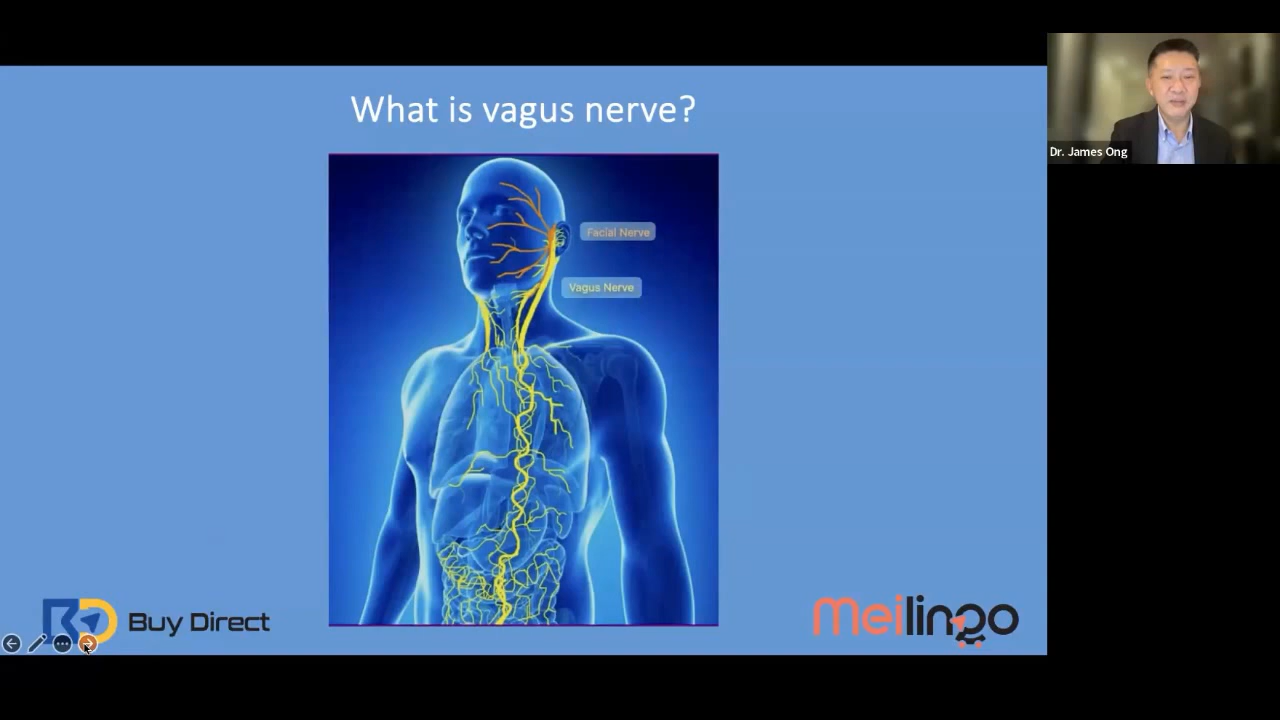 What is vagus nerve?
Facial Nerve
Vagus Nerve
Dr. James Ong
Buy Direct
Meilingo